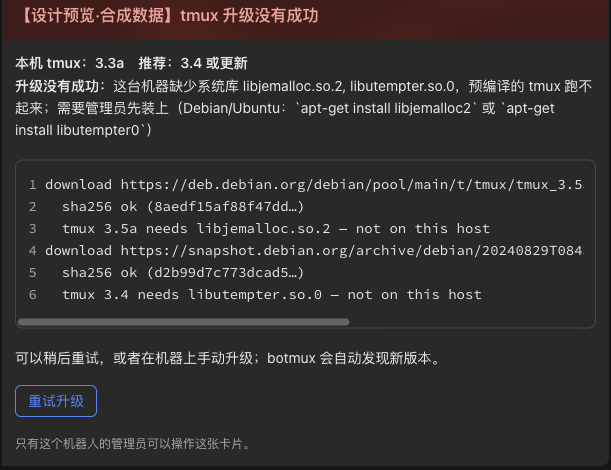 【设计预览·合成数据】tmux 升级没有成功
本机 tmux：3.3a 推荐：3.4 或更新
升级没有成功：这台机器缺少系统库 libjemalloc.so.2, libutempter.so.0，预编译的 tmux 跑不
起来；需要管理员先装上（Debian/Ubuntu：`apt-get install libjemalloc2` 或 `apt-get
install libutempter0`）
1 download https://deb.debian.org/debian/pool/main/t/tmux/tmux_3.5
2 sha256 ok (8aedf15af88f47dd…)
3 tmux 3.5a needs libjemalloc.so.2 — not on this host
4 download https://snapshot.debian.org/archive/debian/20240829T084
5 sha256 ok (d2b99d7c773dcad5…)
6 tmux 3.4 needs libutempter.so.0 — not on this host
可以稍后重试，或者在机器上手动升级；botmux 会自动发现新版本。
重试升级
只有这个机器人的管理员可以操作这张卡片。